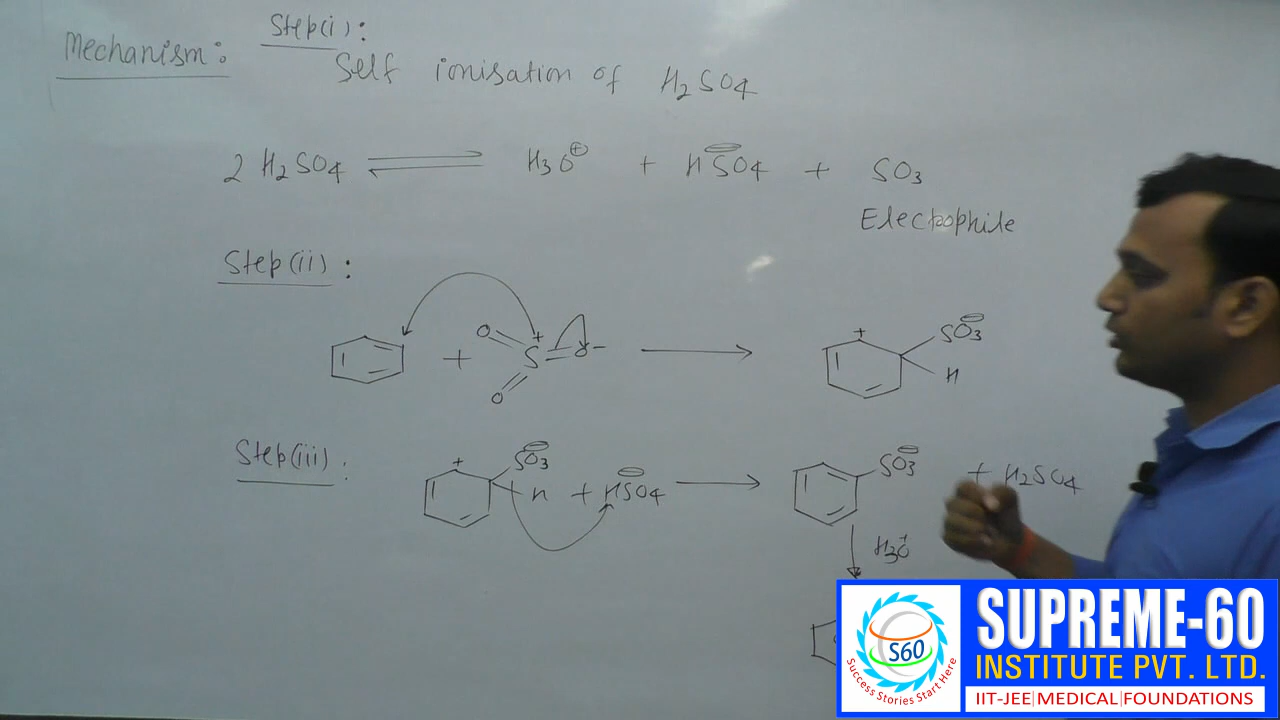 Mechanism: Step(i):
Self ionisation of H2SO4
2 H2SO4 ⇌ H3O⊕ + HSO4⊖ + SO3
Electrophile
Step(ii):
+ O S+ O O- → + SO3⊖ H
Step(iii):
+ SO3⊖ H + HSO4⊖ → SO3⊖ + H2SO4
H3O+
S60
Success Stories Start Here
SUPREME-60
INSTITUTE PVT. LTD.
IIT-JEE|MEDICAL|FOUNDATIONS